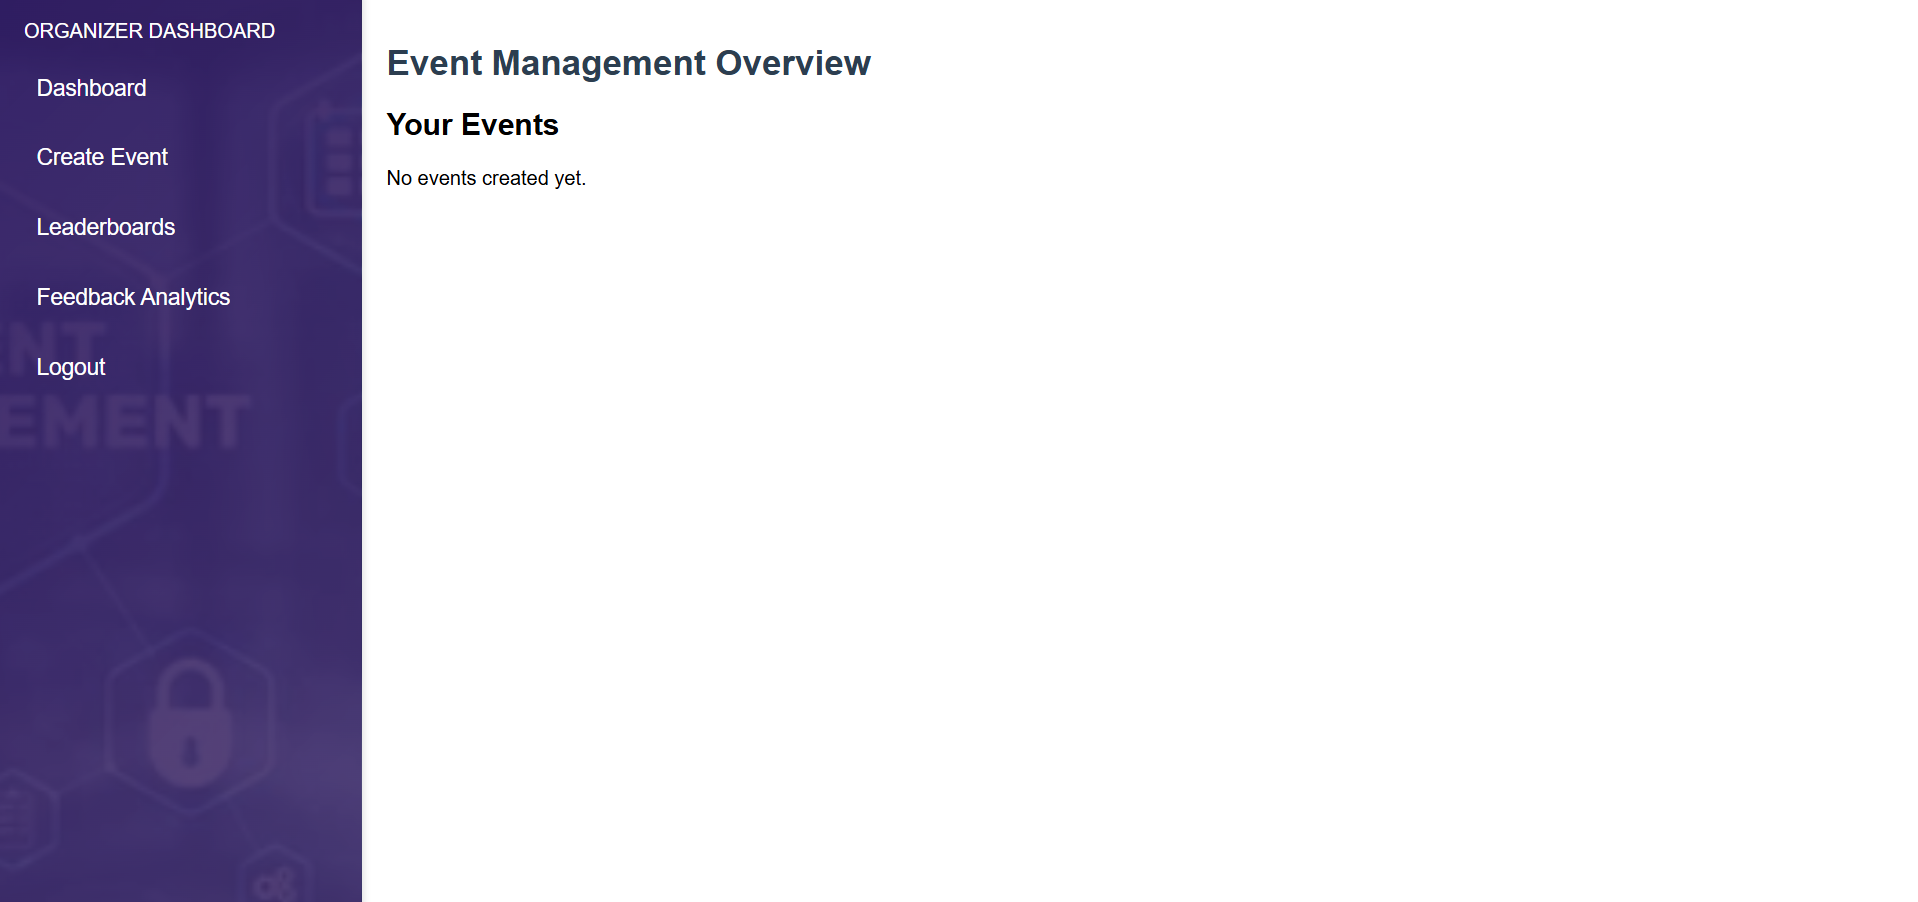 ORGANIZER DASHBOARD
Dashboard
Create Event
Leaderboards
Feedback Analytics
Logout
ENT
EMENT
Event Management Overview
Your Events
No events created yet.